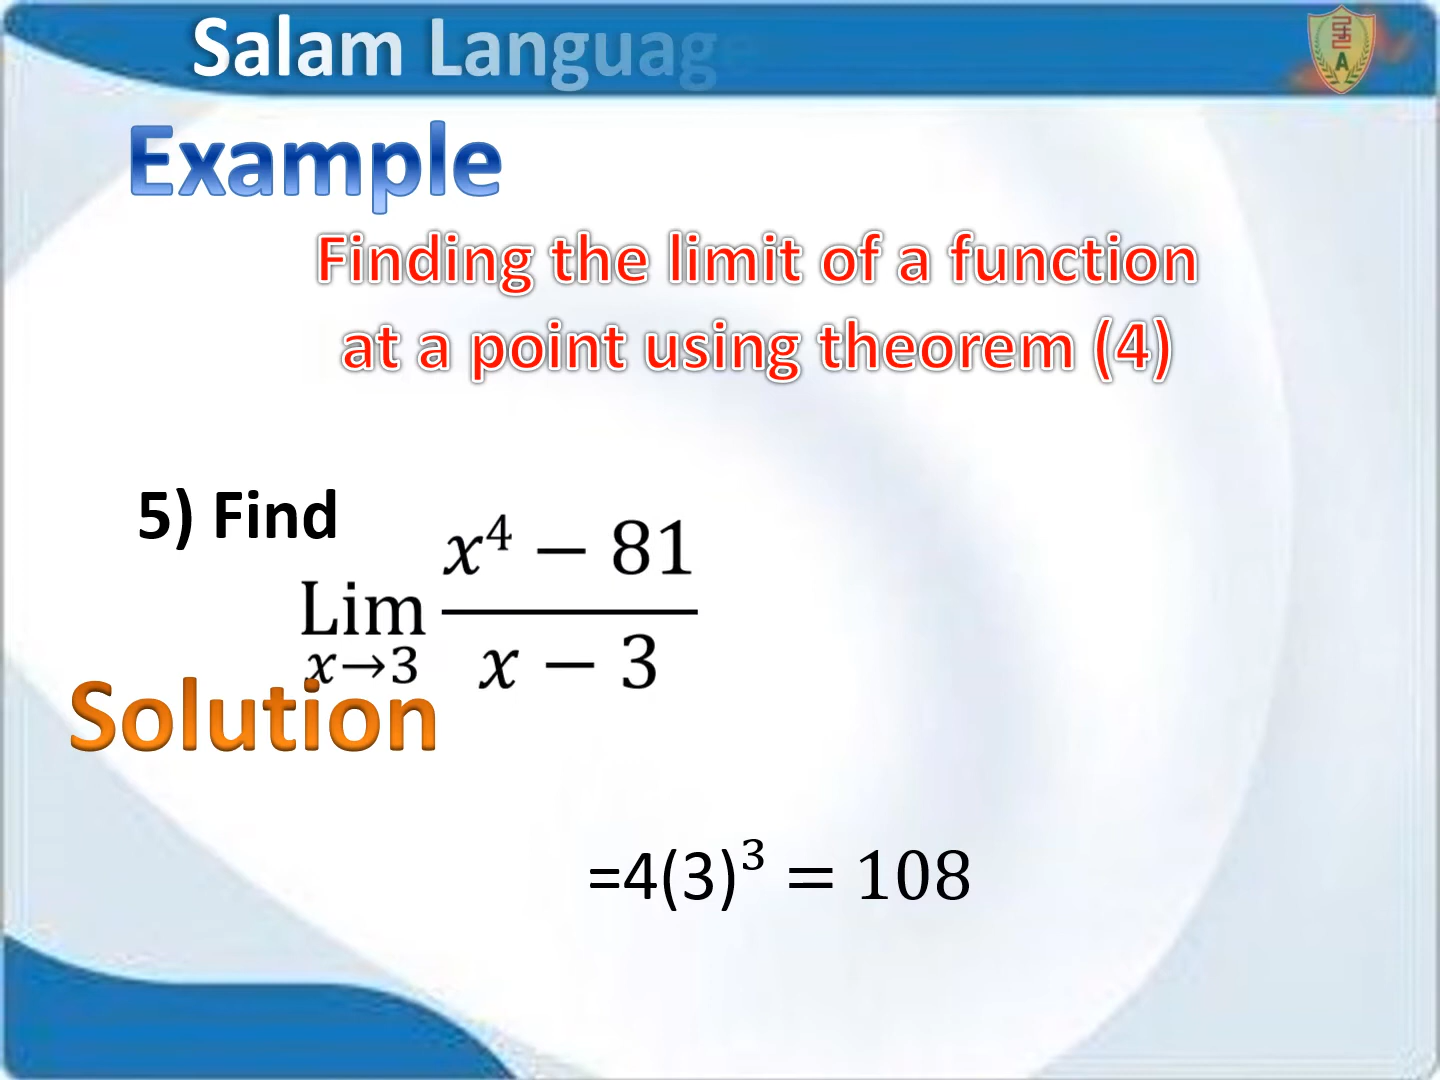 Salam Language
Example
Finding the limit of a function
at a point using theorem (4)
5) Find
Lim x→3 (x⁴ − 81)/(x − 3)
Solution
=4(3)³ = 108
A